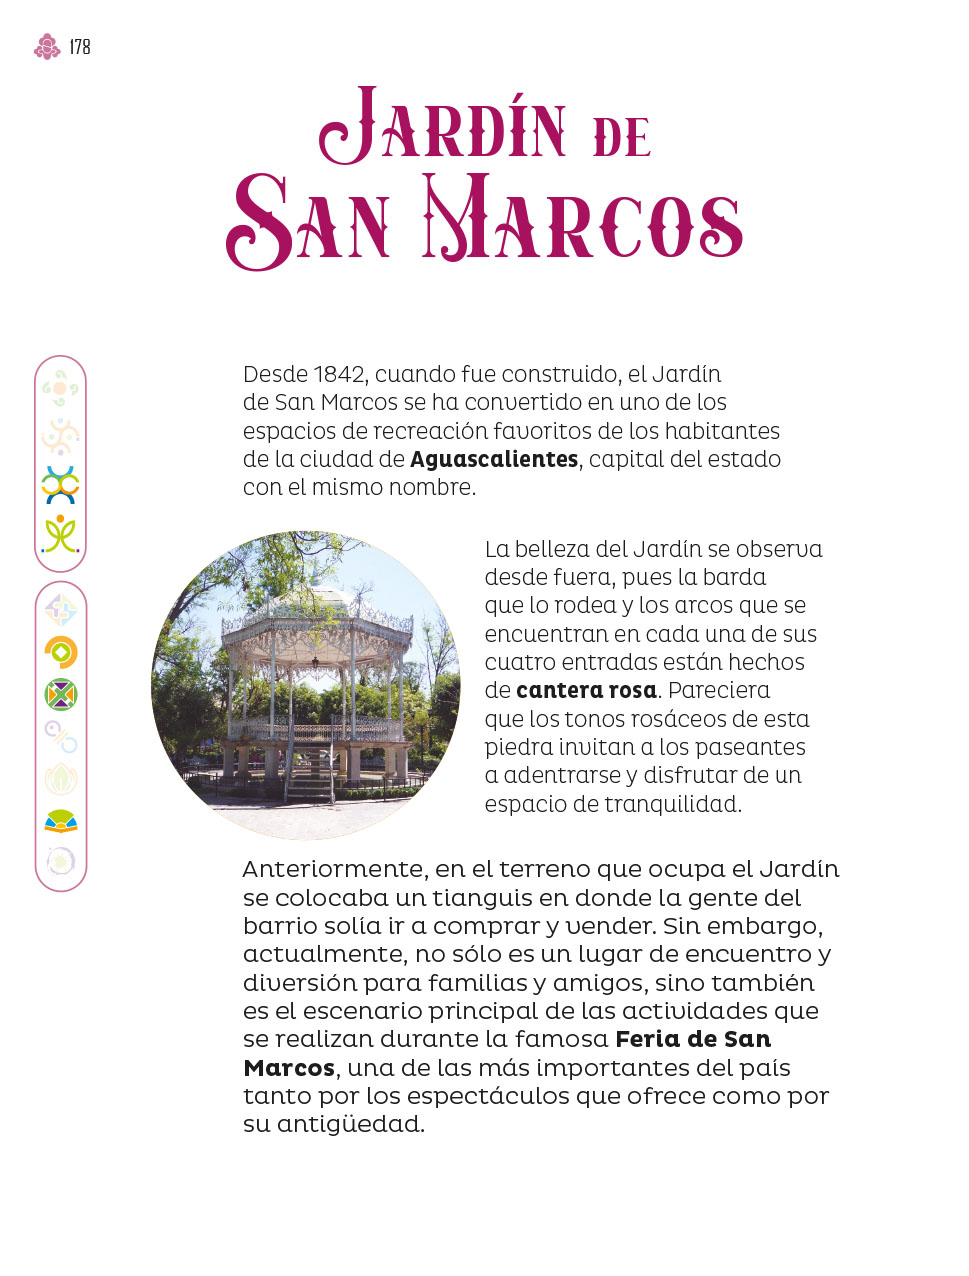 178
Jardín de
San Marcos
Desde 1842, cuando fue construido, el Jardín
de San Marcos se ha convertido en uno de los
espacios de recreación favoritos de los habitantes
de la ciudad de Aguascalientes, capital del estado
con el mismo nombre.
La belleza del Jardín se observa
desde fuera, pues la barda
que lo rodea y los arcos que se
encuentran en cada una de sus
cuatro entradas están hechos
de cantera rosa. Pareciera
que los tonos rosáceos de esta
piedra invitan a los paseantes
a adentrarse y disfrutar de un
espacio de tranquilidad.
Anteriormente, en el terreno que ocupa el Jardín
se colocaba un tianguis en donde la gente del
barrio solía ir a comprar y vender. Sin embargo,
actualmente, no sólo es un lugar de encuentro y
diversión para familias y amigos, sino también
es el escenario principal de las actividades que
se realizan durante la famosa Feria de San
Marcos, una de las más importantes del país
tanto por los espectáculos que ofrece como por
su antigüedad.